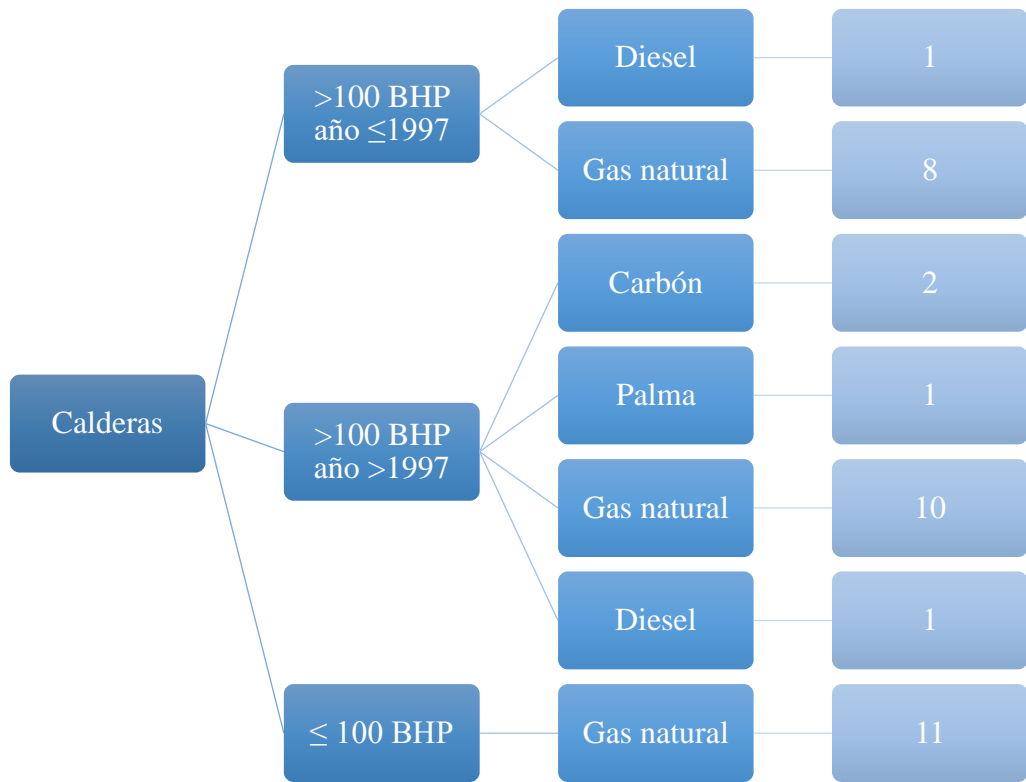 Calderas
>100 BHP
año ≤1997
Diesel
1
Gas natural
8
>100 BHP
año >1997
Carbón
2
Palma
1
Gas natural
10
Diesel
1
≤ 100 BHP
Gas natural
11